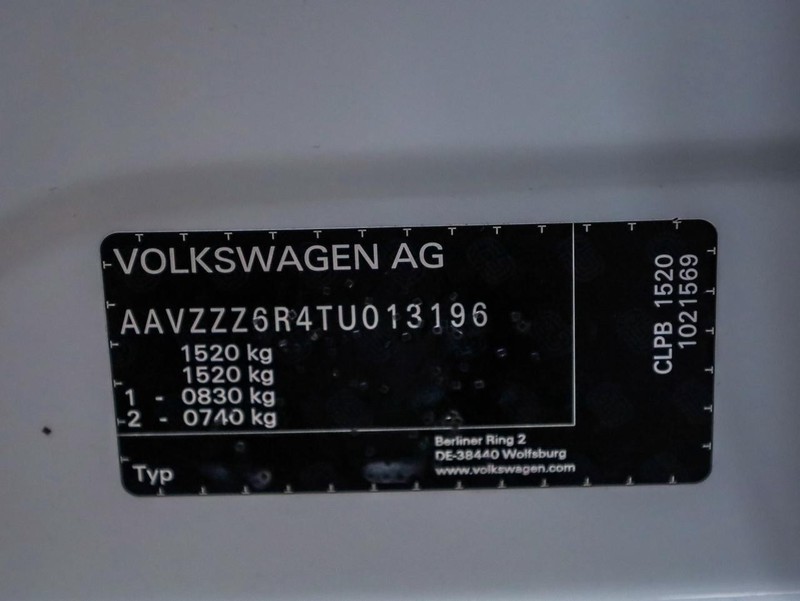 VOLKSWAGEN AG
AAVZZZ6R4TU013196
1520 kg
1520 kg
1 - 0830 kg
2 - 0740 kg
Typ
Berliner Ring 2
DE-38440 Wolfsburg
www.volkswagen.com
CLPB 1520
1021569